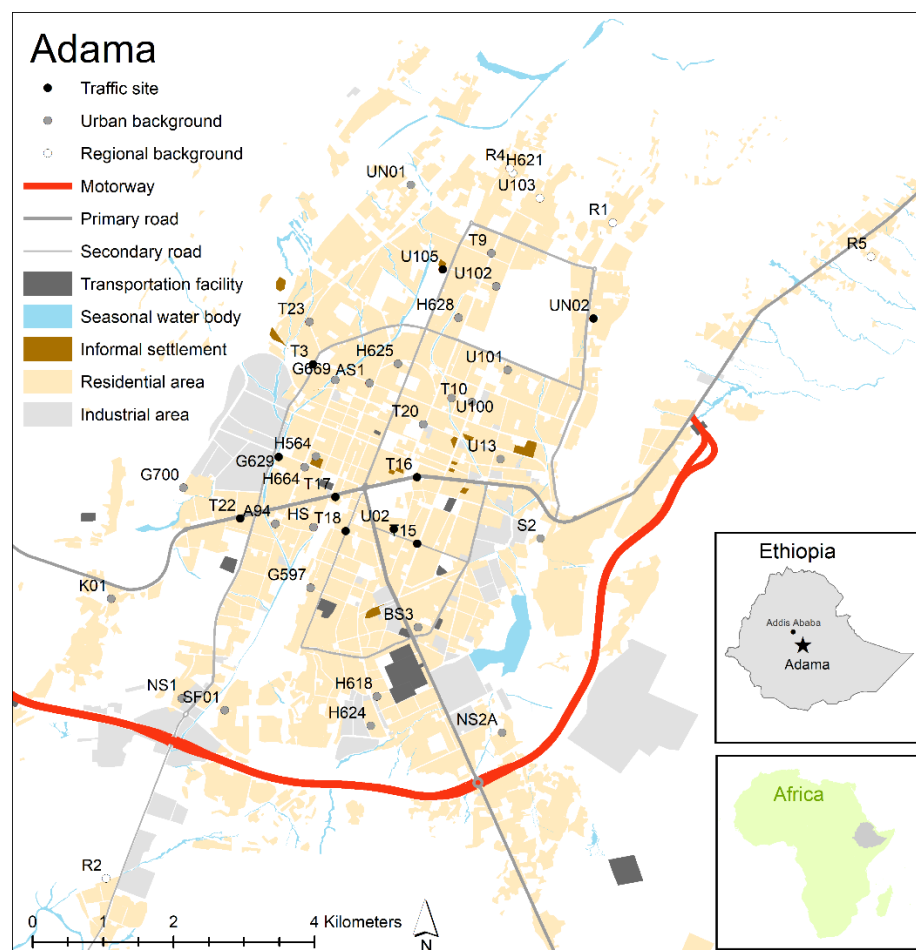 Adama
Traffic site
Urban background
Regional background
Motorway
Primary road
Secondary road
Transportation facility
Seasonal water body
Informal settlement
Residential area
Industrial area
R4
H621
UN01
U103
R1
T9
R5
U105
U102
H628
UN02
T23
T3
H625
U101
G669
AS1
T10
U100
T20
H564
U13
G629
T16
G700
H664
T17
T22
A94
HS
T18
U02
T15
S2
K01
G597
BS3
NS1
SF01
H618
H624
NS2A
R2
0 1 2 4 Kilometers
N
Ethiopia
Addis Ababa
Adama
Africa